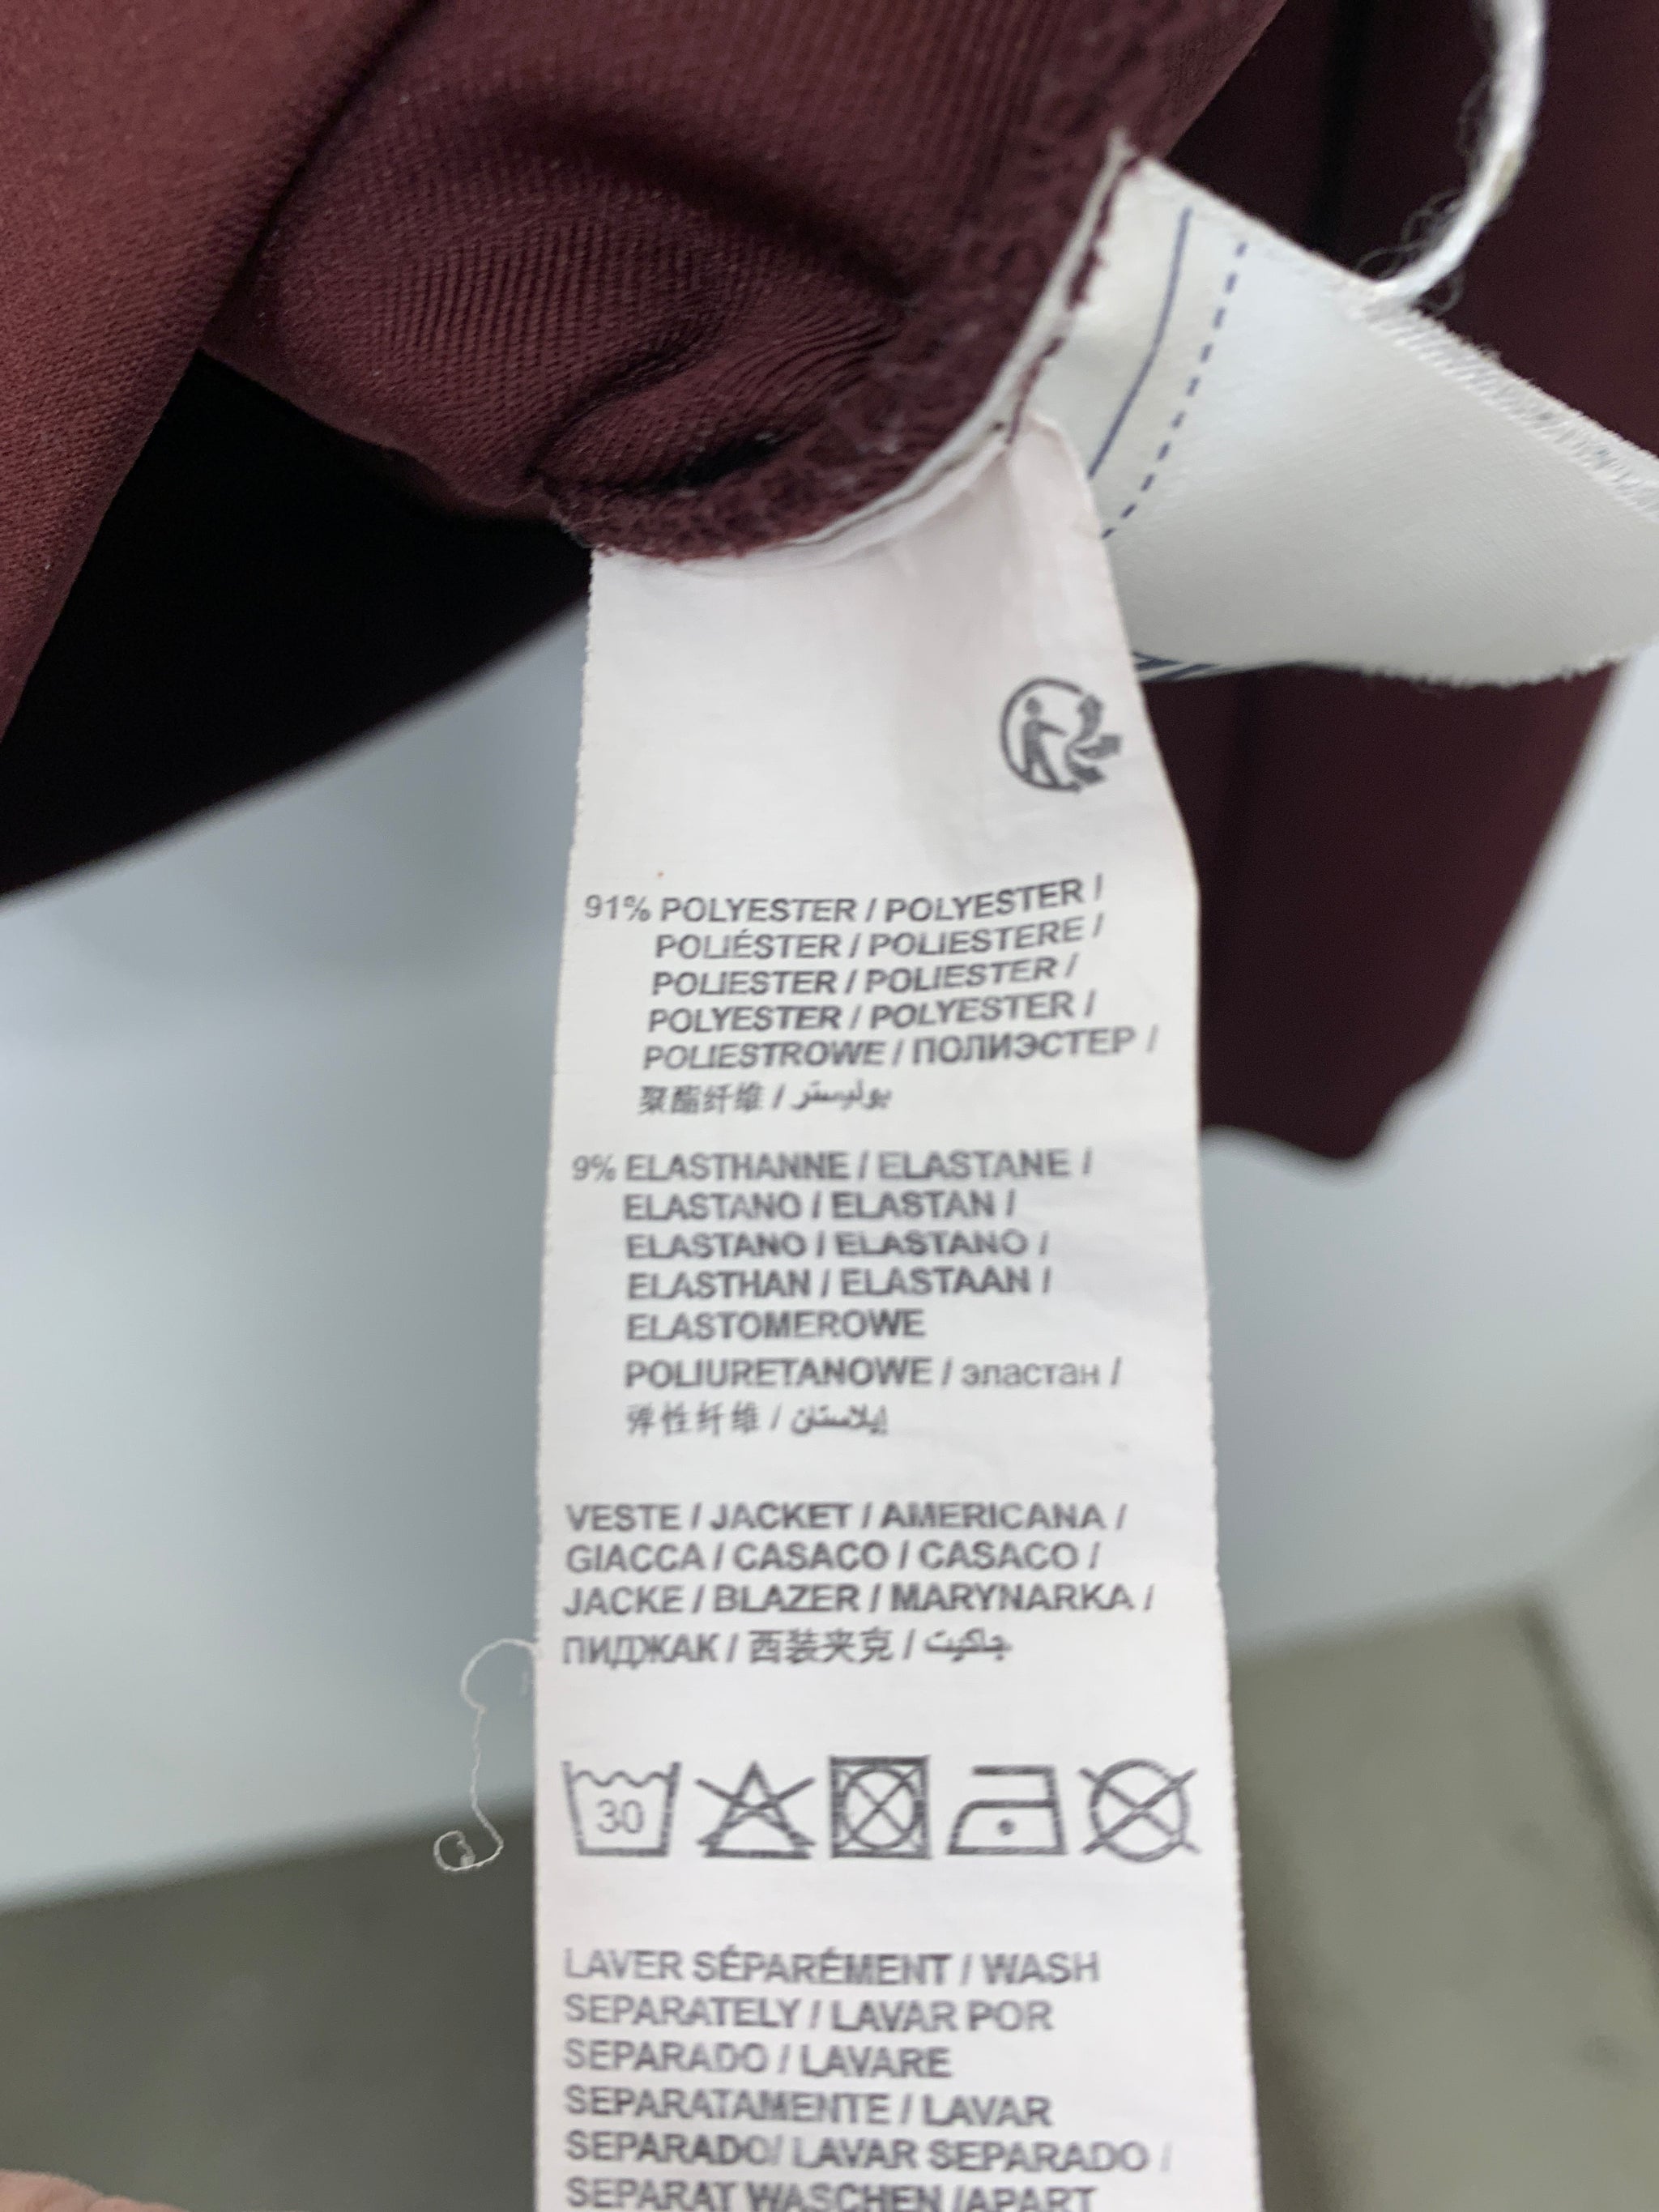 91% POLYESTER / POLYESTER /
POLIÉSTER / POLIESTERE /
POLIESTER / POLIESTER /
POLYESTER / POLYESTER /
POLIESTROWE / ПОЛИЭСТЕР /
聚酯纤维 / بوليستر
9% ELASTHANNE / ELASTANE /
ELASTANO / ELASTAN /
ELASTANO / ELASTANO /
ELASTHAN / ELASTAAN /
ELASTOMEROWE
POLIURETANOWE / эластан /
弹性纤维 / إيلاستان
VESTE / JACKET / AMERICANA /
GIACCA / CASACO / CASACO /
JACKE / BLAZER / MARYNARKA /
ПИДЖАК / 西装夹克 / جاكيت
30
LAVER SÉPARÉMENT / WASH
SEPARATELY / LAVAR POR
SEPARADO / LAVARE
SEPARATAMENTE / LAVAR
SEPARADO/ LAVAR SEPARADO /
SEPARAT WASCHEN /APART